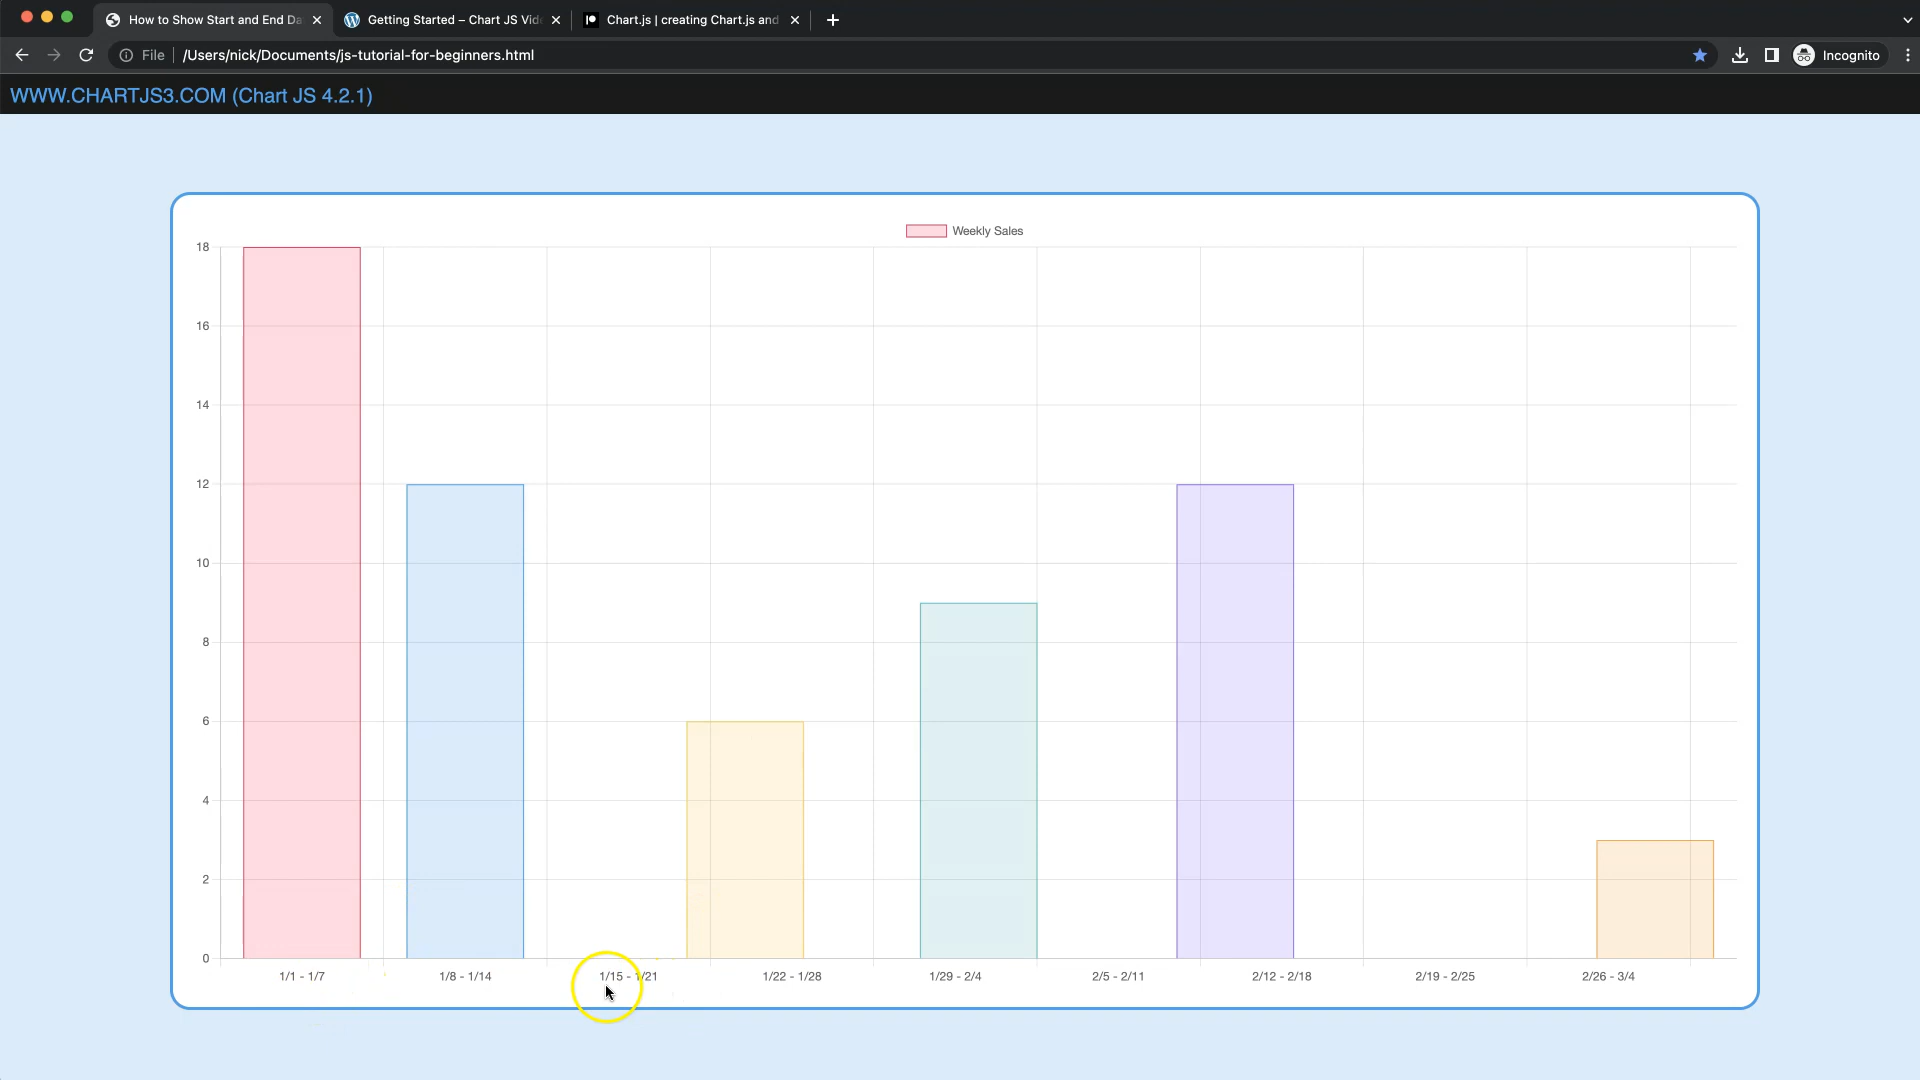 How to Show Start and End Da
Getting Started – Chart JS Vid
Chart.js | creating Chart.js and
File
/Users/nick/Documents/js-tutorial-for-beginners.html
Incognito
WWW.CHARTJS3.COM (Chart JS 4.2.1)
Weekly Sales
18
16
14
12
10
8
6
4
2
0
1/1 - 1/7
1/8 - 1/14
1/15 - 1/21
1/22 - 1/28
1/29 - 2/4
2/5 - 2/11
2/12 - 2/18
2/19 - 2/25
2/26 - 3/4